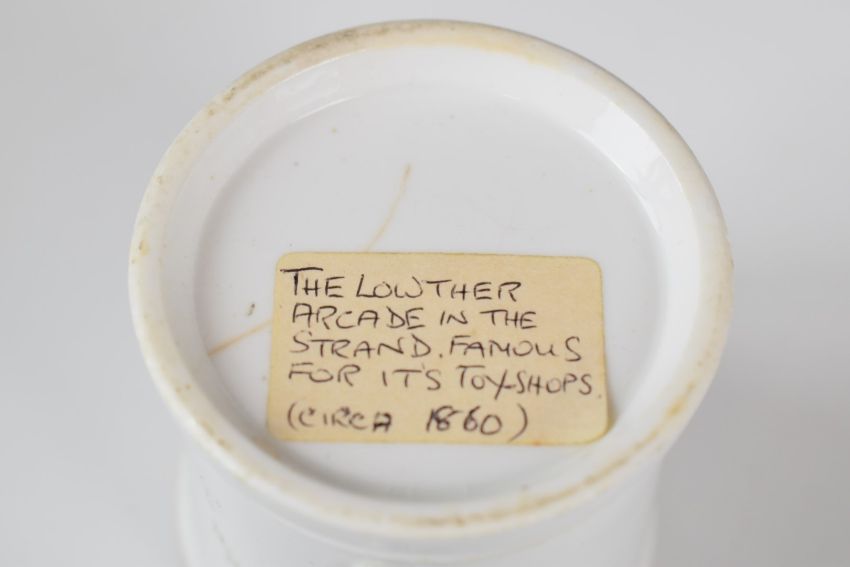 THE LOWTHER
ARCADE IN THE
STRAND. FAMOUS
FOR IT'S TOY-SHOPS.
(CIRCA 1860)